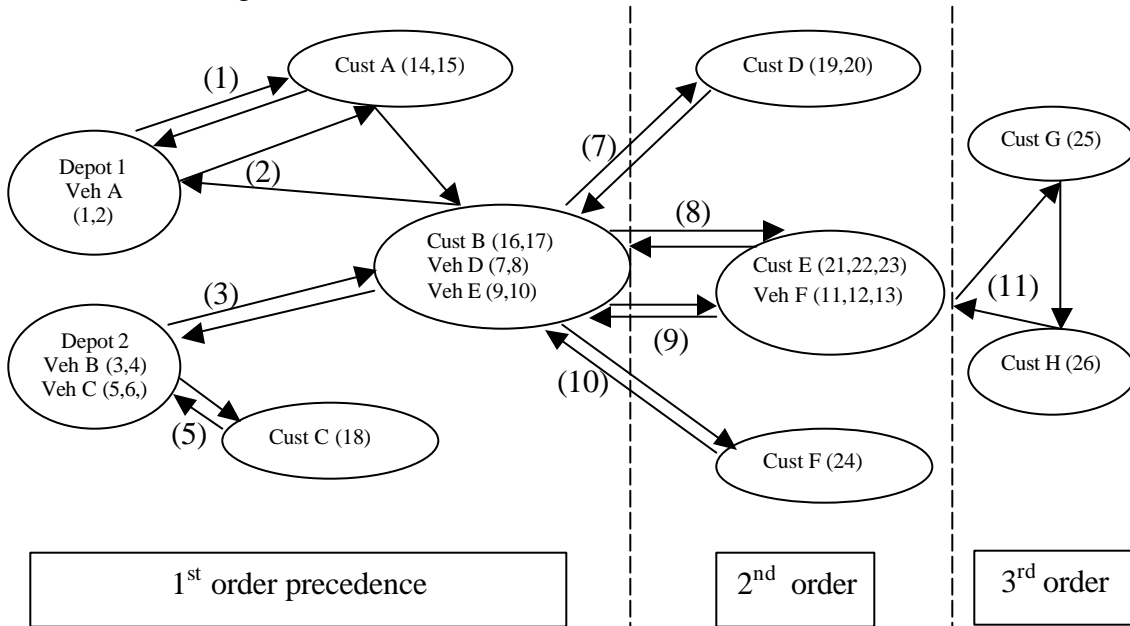 Cust A (14,15)
Cust D (19,20)
(1)
Cust G (25)
Depot 1
Veh A
(1,2)
(2)
(7)
(8)
Cust B (16,17)
Veh D (7,8)
Veh E (9,10)
Cust E (21,22,23)
Veh F (11,12,13)
(11)
(3)
(9)
Depot 2
Veh B (3,4)
Veh C (5,6,)
Cust H (26)
(10)
(5)
Cust C (18)
Cust F (24)
1st order precedence
2nd order
3rd order